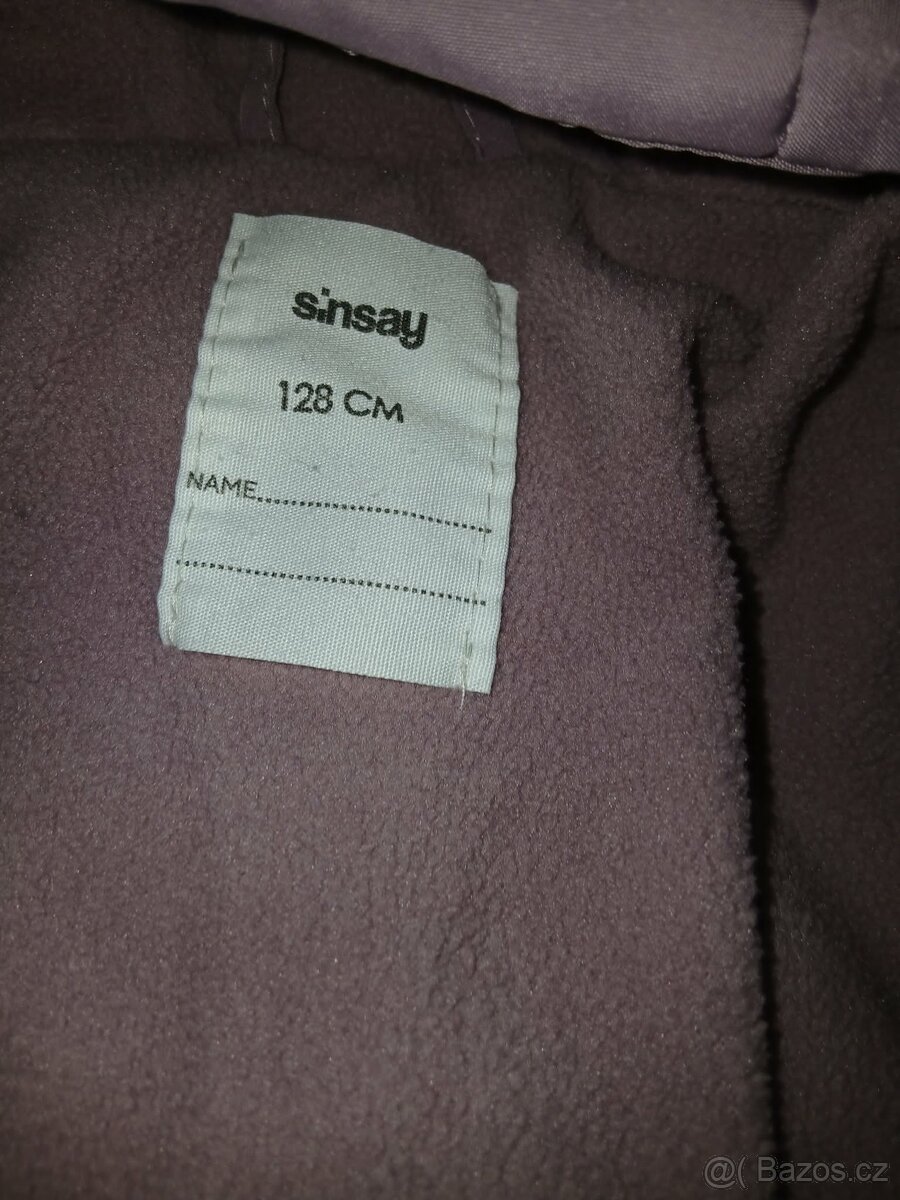 sinsay
128 CM
NAME..............................
..............................
@( Bazos.cz